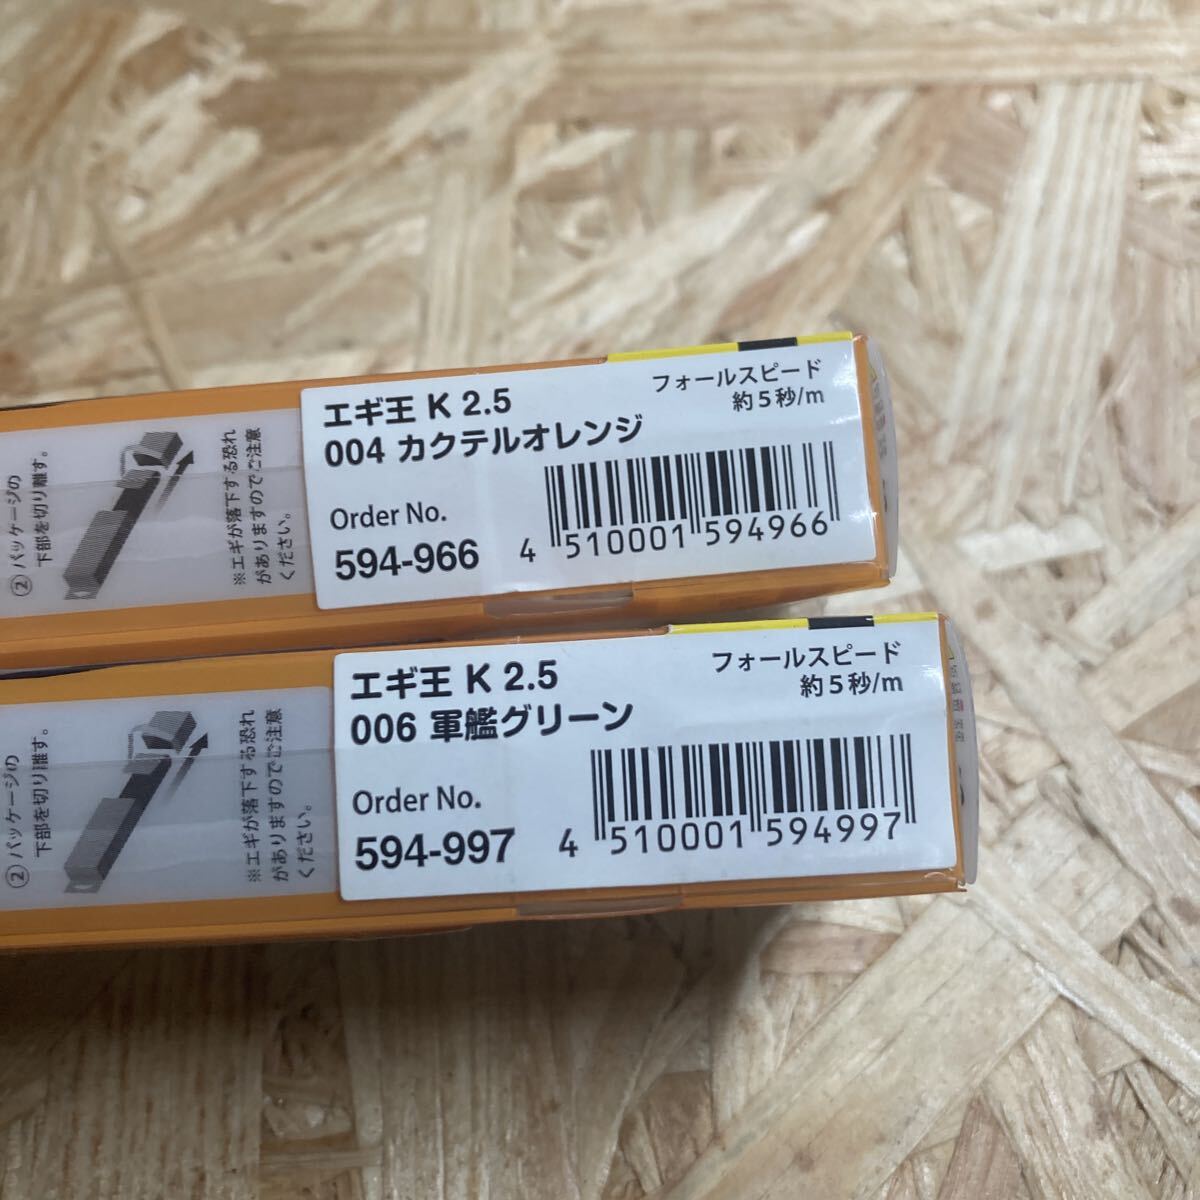 ②パッケージの
下部を切り離す。
※エギが落下する恐れ
がありますのでご注意
ください。
エギ王 K 2.5
004 カクテルオレンジ
フォールスピード
約5秒/m
Order No.
594-966
4 510001 594966
②パッケージの
下部を切り離す。
※エギが落下する恐れ
がありますのでご注意
ください。
エギ王 K 2.5
006 軍艦グリーン
フォールスピード
約5秒/m
Order No.
594-997
4 510001 594997